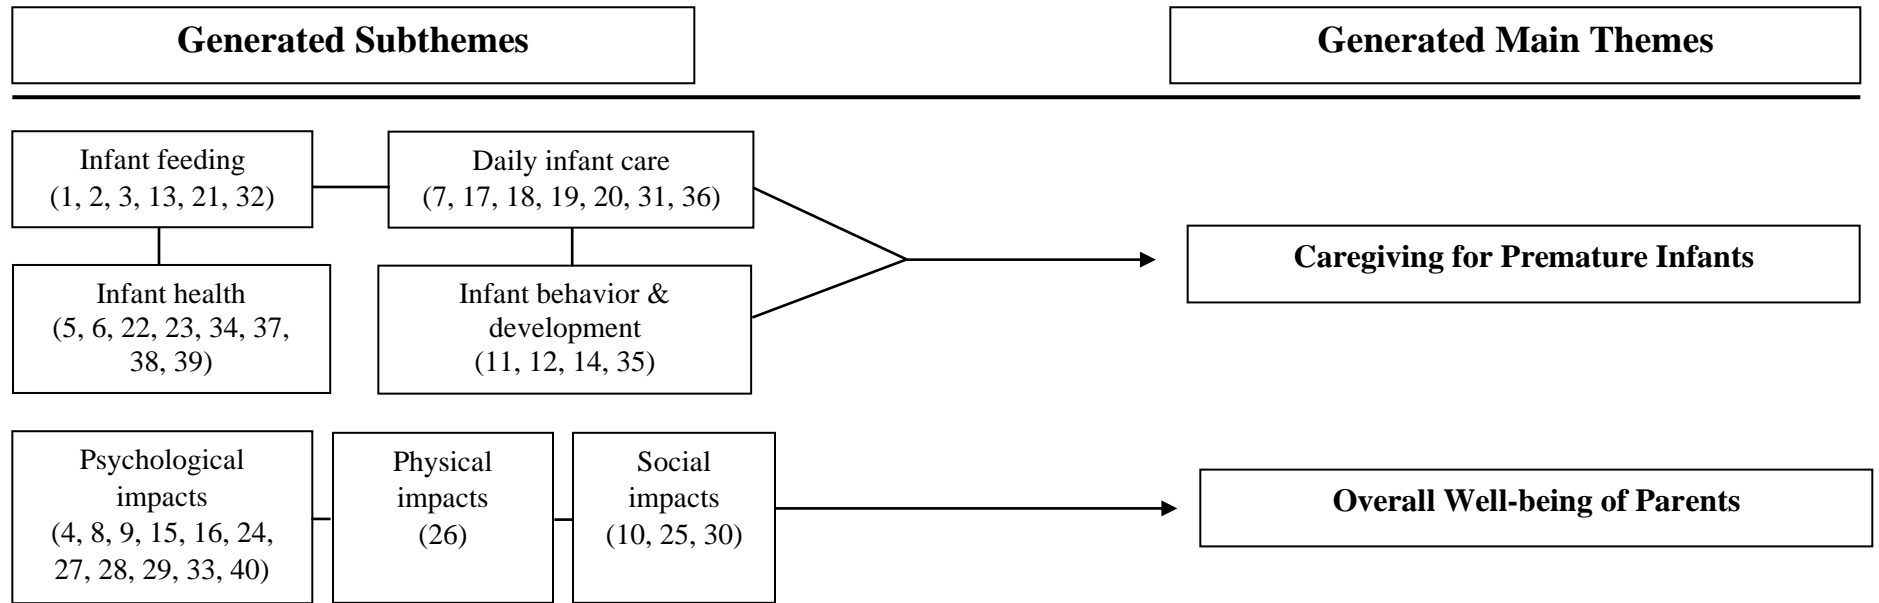 Generated Subthemes
Generated Main Themes
Infant feeding
(1, 2, 3, 13, 21, 32)
Daily infant care
(7, 17, 18, 19, 20, 31, 36)
Infant health
(5, 6, 22, 23, 34, 37,
38, 39)
Infant behavior &
development
(11, 12, 14, 35)
Caregiving for Premature Infants
Psychological
impacts
(4, 8, 9, 15, 16, 24,
27, 28, 29, 33, 40)
Physical
impacts
(26)
Social
impacts
(10, 25, 30)
Overall Well-being of Parents